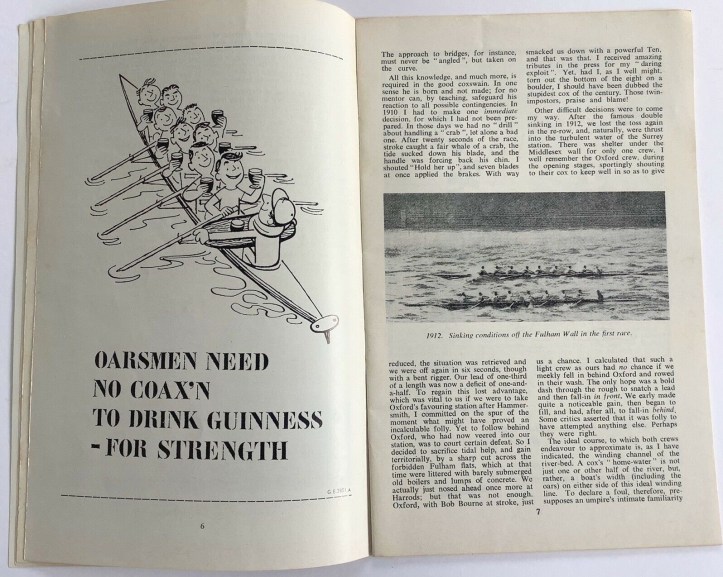 OARSMEN NEED
NO COAX'N
TO DRINK GUINNESS
- FOR STRENGTH
6
The approach to bridges, for instance,
must never be "angled", but taken on
the curve.
All this knowledge, and much more, is
required in the good coxswain. In one
sense he is born and not made; for no
mentor can, by teaching, safeguard his
reaction to all possible contingencies. In
1910 I had to make one immediate
decision, for which I had not been pre-
pared. In those days we had no "drill"
about handling a "crab", lot alone a bad
one. After twenty seconds of the race,
stroke caught a fair whale of a crab, the
tide sucked down his blade, and the
handle was forcing back his chin. I
shouted "Hold her up", and seven blades
at once applied the brakes. With way
smacked us down with a powerful Ten,
and that was that. I received amazing
tributes in the press for my "daring
exploit". Yet, had I, as I well might,
torn out the bottom of the eight on a
boulder, I should have been dubbed the
stupidest cox of the century. Those twin-
impostors, praise and blame!
Other difficult decisions were to come
my way. After the famous double
sinking in 1912, we lost the toss again
in the re-row, and, naturally, were thrust
into the turbulent water of the Surrey
station. There was shelter under the
Middlesex wall for only one crew. I
well remember the Oxford crew, during
the opening stages, sportingly shouting
to their cox to keep well in so as to give
1912. Sinking conditions off the Fulham Wall in the first race.
reduced, the situation was retrieved and
we were off again in six seconds, though
with a bent rigger. Our lead of one-third
of a length was now a deficit of one-and-
a-half. To regain this lost advantage,
which was vital to us if we were to take
Oxford's favouring station after Hammer-
smith, I committed on the spur of the
moment what might have proved an
incalculable folly. Yet to follow behind
Oxford, who had now veered into our
station, was to court certain defeat. So I
decided to sacrifice tidal help, and gain
territorially, by a sharp cut across the
forbidden Fulham flats, which at that
time were littered with barely submerged
old boilers and lumps of concrete. We
actually just nosed ahead once more at
Harrods; but that was not enough.
Oxford, with Bob Bourne at stroke, just
us a chance. I calculated that such a
light crew as ours had no chance if we
meekly fell in behind Oxford and rowed
in their wash. The only hope was a bold
dash through the rough to snatch a lead
and then fall-in in front. We early made
quite a noticeable gain, then began to
fill, and had, after all, to fall-in behind.
Some critics asserted that it was folly to
have attempted anything else. Perhaps
they were right.
The ideal course, to which both crews
endeavour to approximate is, as I have
indicated, the winding channel of the
river-bed. A cox's "home-water" is not
just one or other half of the river, but,
rather, a boat's width (including the
oars) on either side of this ideal winding
line. To declare a foul, therefore, pre-
supposes an umpire's intimate familiarity
7